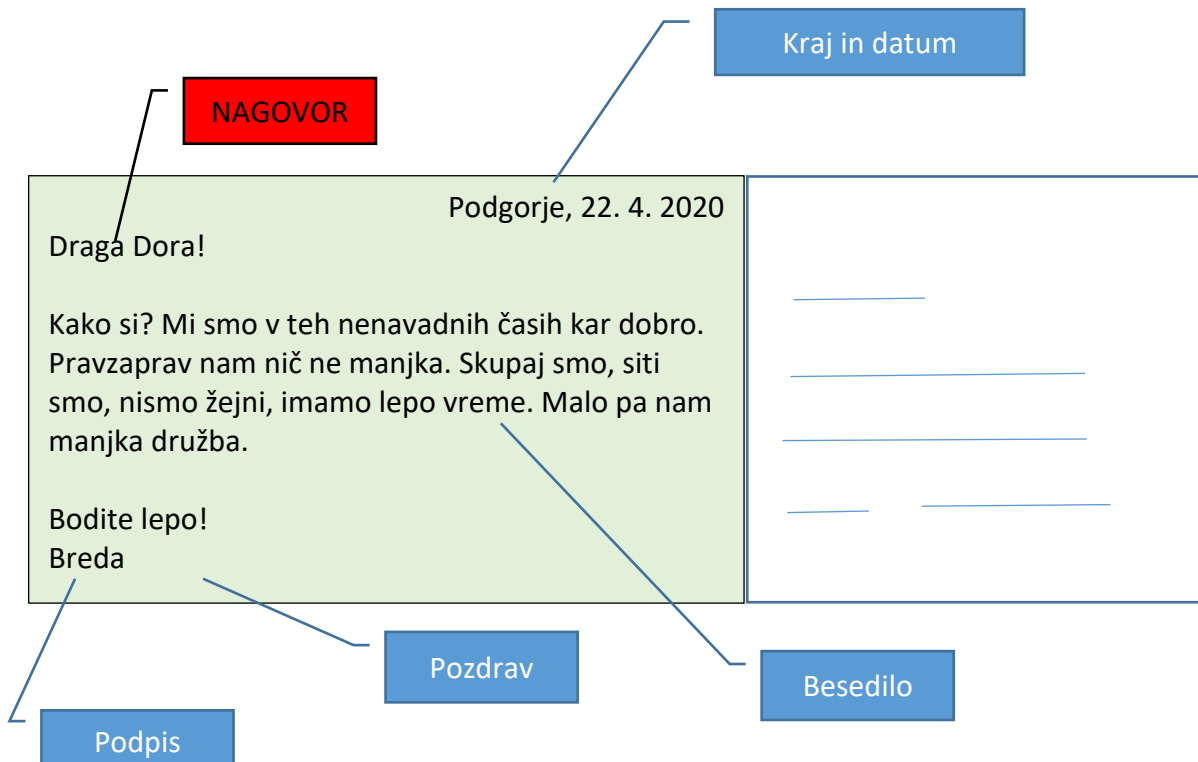 Kraj in datum
NAGOVOR
Podgorje, 22. 4. 2020
Draga Dora!
Kako si? Mi smo v teh nenavadnih časih kar dobro.
Pravzaprav nam nič ne manjka. Skupaj smo, siti
smo, nismo žejni, imamo lepo vreme. Malo pa nam
manjka družba.
Bodite lepo!
Breda
Pozdrav
Besedilo
Podpis